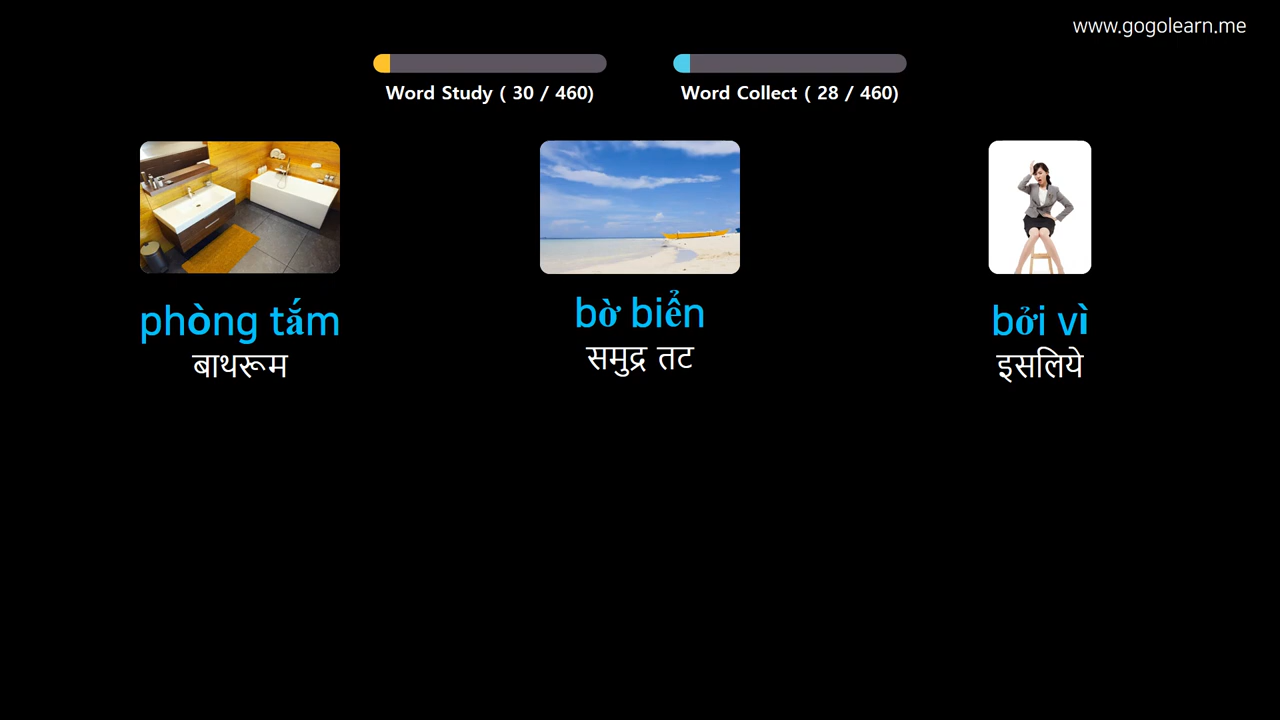 www.gogolearn.me
Word Study ( 30 / 460)
Word Collect ( 28 / 460)
phòng tắm
बाथरूम
bờ biển
समुद्र तट
bởi vì
इसलिये